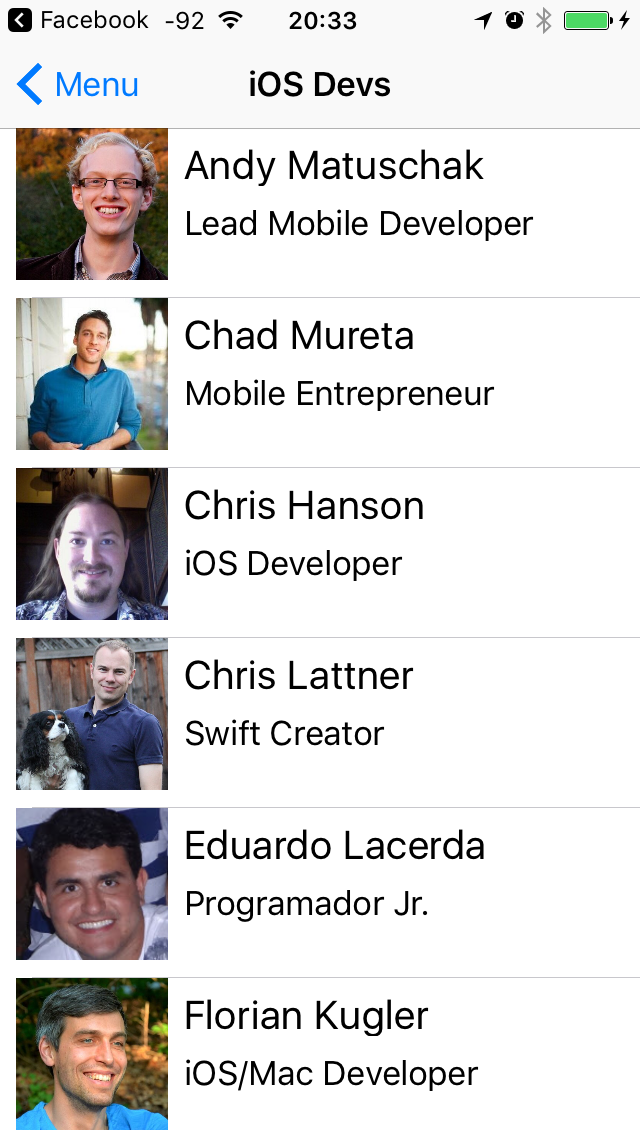 Facebook -92 20:33
Menu iOS Devs
Andy Matuschak
Lead Mobile Developer
Chad Mureta
Mobile Entrepreneur
Chris Hanson
iOS Developer
Chris Lattner
Swift Creator
Eduardo Lacerda
Programador Jr.
Florian Kugler
iOS/Mac Developer